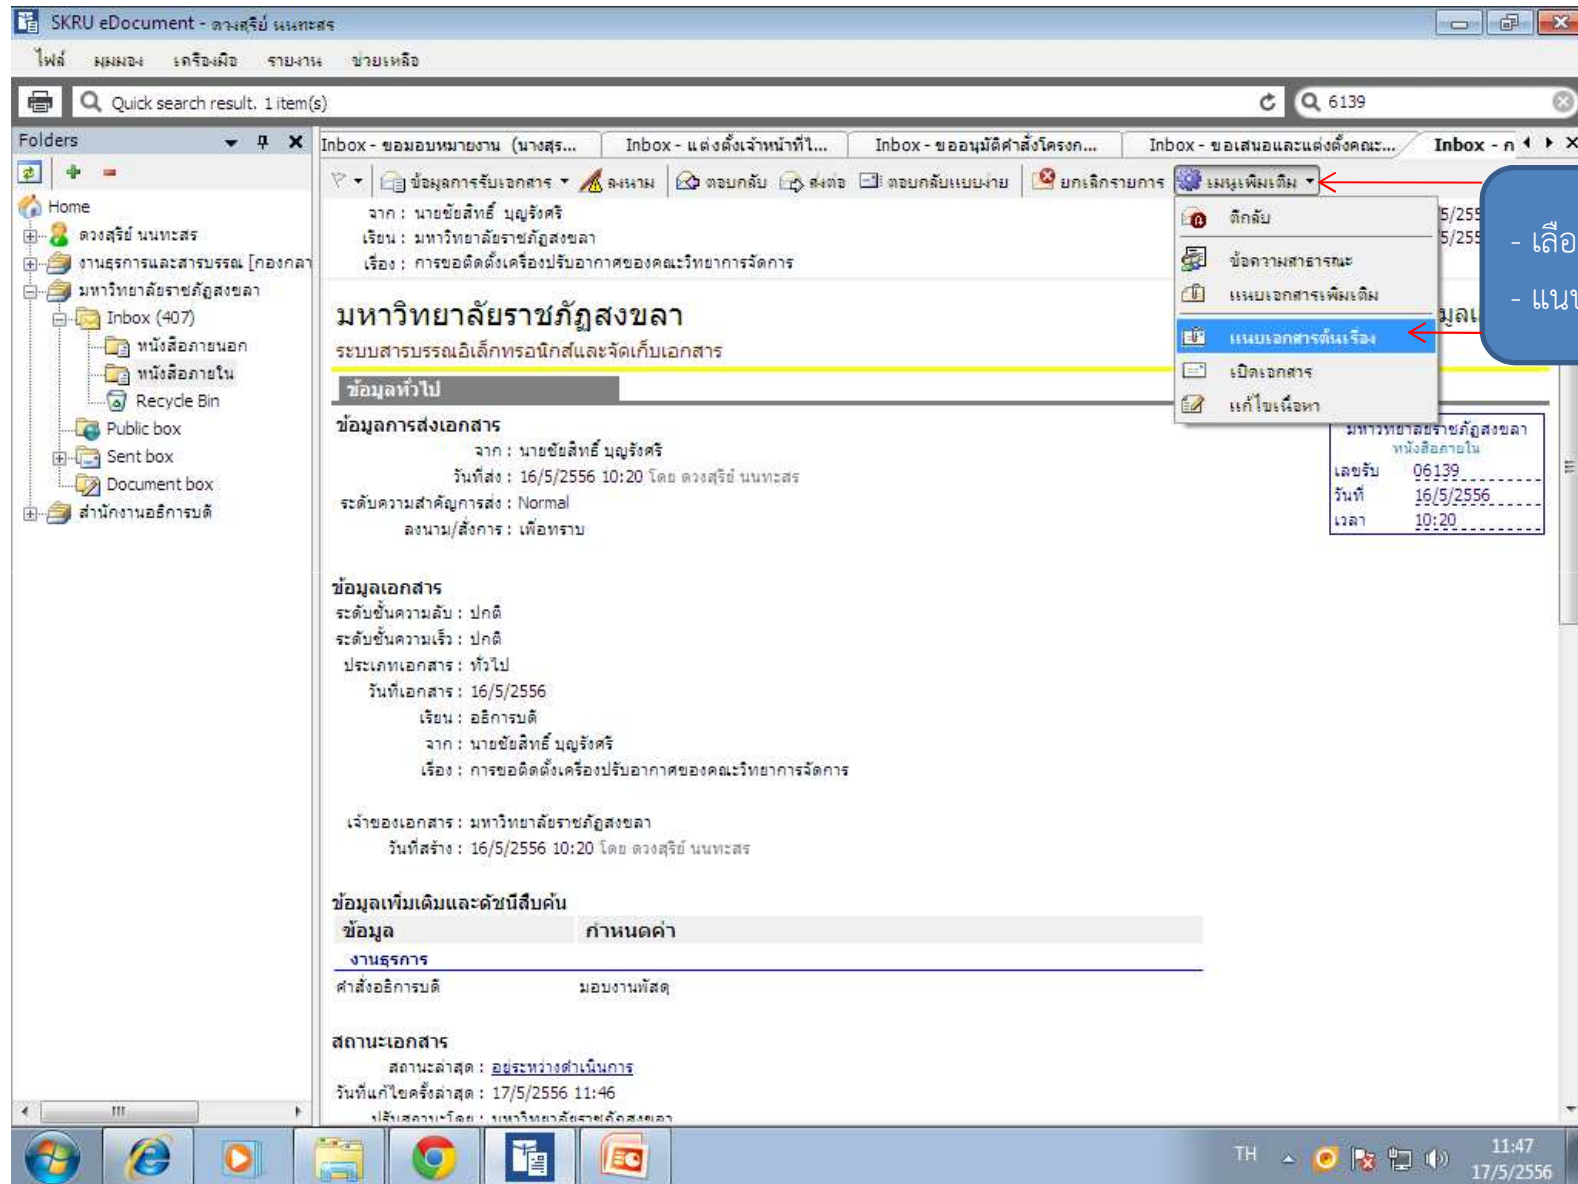 SKRU eDocument - ดวงสุรีย์ นนทะสร
ไฟล์ มุมมอง เครื่องมือ รายงาน ช่วยเหลือ
Quick search result. 1 item(s)
6139
Folders
Home
ดวงสุรีย์ นนทะสร
งานธุรการและสารบรรณ [กองกลา
มหาวิทยาลัยราชภัฏสงขลา
Inbox (407)
หนังสือภายนอก
หนังสือภายใน
Recycle Bin
Public box
Sent box
Document box
สำนักงานอธิการบดี
Inbox - ขอมอบหมายงาน (นางสุร... Inbox - แต่งตั้งเจ้าหน้าที่ไ... Inbox - ขออนุมัติคำสั่งโครงก... Inbox - ขอเสนอและแต่งตั้งคณะ... Inbox - ก
ข้อมูลการรับเอกสาร ลงนาม ตอบกลับ ส่งต่อ ตอบกลับแบบง่าย ยกเลิกรายการ เมนูเพิ่มเติม
จาก : นายชัยสิทธิ์ บุญรังศรี
เรียน : มหาวิทยาลัยราชภัฏสงขลา
เรื่อง : การขอติดตั้งเครื่องปรับอากาศของคณะวิทยาการจัดการ
5/255
5/255
ตีกลับ
ข้อความสาธารณะ
แนบเอกสารเพิ่มเติม
แนบเอกสารต้นเรื่อง
เปิดเอกสาร
แก้ไขเนื้อหา
- เลือ
- แนบ
มหาวิทยาลัยราชภัฏสงขลา
มูลเ
ระบบสารบรรณอิเล็กทรอนิกส์และจัดเก็บเอกสาร
ข้อมูลทั่วไป
ข้อมูลการส่งเอกสาร
จาก : นายชัยสิทธิ์ บุญรังศรี
วันที่ส่ง : 16/5/2556 10:20 โดย ดวงสุรีย์ นนทะสร
ระดับความสำคัญการส่ง : Normal
ลงนาม/สั่งการ : เพื่อทราบ
มหาวิทยาลัยราชภัฏสงขลา
หนังสือภายใน
เลขรับ 06139
วันที่ 16/5/2556
เวลา 10:20
ข้อมูลเอกสาร
ระดับชั้นความลับ : ปกติ
ระดับชั้นความเร็ว : ปกติ
ประเภทเอกสาร : ทั่วไป
วันที่เอกสาร : 16/5/2556
เรียน : อธิการบดี
จาก : นายชัยสิทธิ์ บุญรังศรี
เรื่อง : การขอติดตั้งเครื่องปรับอากาศของคณะวิทยาการจัดการ
เจ้าของเอกสาร : มหาวิทยาลัยราชภัฏสงขลา
วันที่สร้าง : 16/5/2556 10:20 โดย ดวงสุรีย์ นนทะสร
ข้อมูลเพิ่มเติมและดัชนีสืบค้น
ข้อมูล กำหนดค่า
งานธุรการ
คำสั่งอธิการบดี มอบงานพัสดุ
สถานะเอกสาร
สถานะล่าสุด : อยู่ระหว่างดำเนินการ
วันที่แก้ไขครั้งล่าสุด : 17/5/2556 11:46
ปรับสถานะโดย : มหาวิทยาลัยราชภัฏสงขลา
TH
11:47
17/5/2556